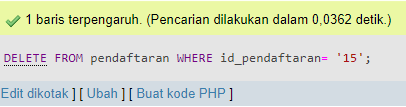 1 baris terpengaruh. (Pencarian dilakukan dalam 0,0362 detik.)
DELETE FROM pendaftaran WHERE id_pendaftaran= '15';
Edit dikotak ] [ Ubah ] [ Buat kode PHP ]